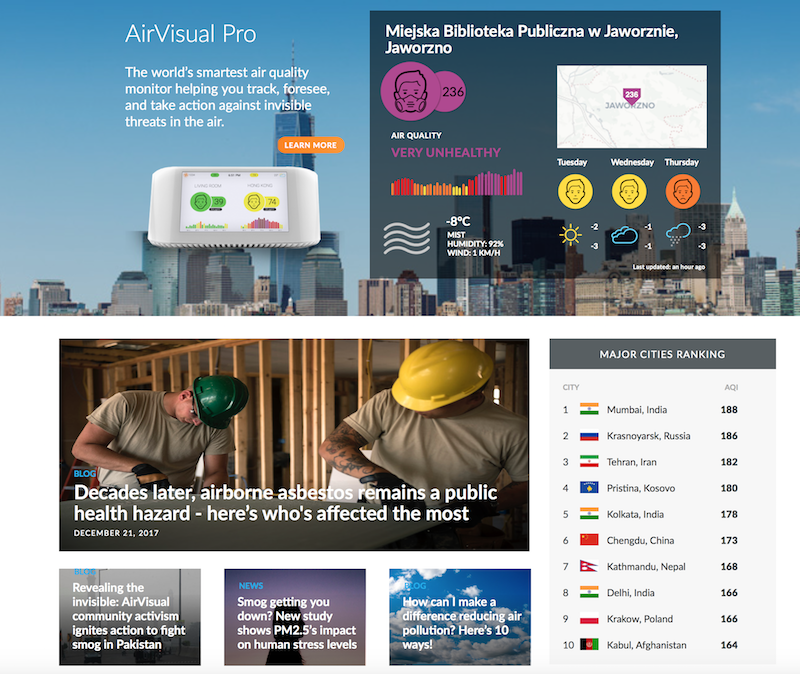 AirVisual Pro
The world's smartest air quality
monitor helping you track, foresee,
and take action against invisible
threats in the air.
LEARN MORE
LIVING ROOM
HONG KONG
39
74
Miejska Biblioteka Publiczna w Jaworznie,
Jaworzno
236
AIR QUALITY
VERY UNHEALTHY
-8°C
MIST
HUMIDITY: 92%
WIND: 1 KM/H
236
JAWORZNO
Tuesday Wednesday Thursday
-2 -1 -3
-3 -1 -3
Last updated: an hour ago
BLOG
Decades later, airborne asbestos remains a public
health hazard - here's who's affected the most
DECEMBER 21, 2017
BLOG
Revealing the
invisible: AirVisual
community activism
ignites action to fight
smog in Pakistan
NEWS
Smog getting you
down? New study
shows PM2.5's impact
on human stress levels
BLOG
How can I make a
difference reducing air
pollution? Here's 10
ways!
MAJOR CITIES RANKING
CITY AQI
1 Mumbai, India 188
2 Krasnoyarsk, Russia 186
3 Tehran, Iran 182
4 Pristina, Kosovo 180
5 Kolkata, India 178
6 Chengdu, China 173
7 Kathmandu, Nepal 168
8 Delhi, India 166
9 Krakow, Poland 166
10 Kabul, Afghanistan 164